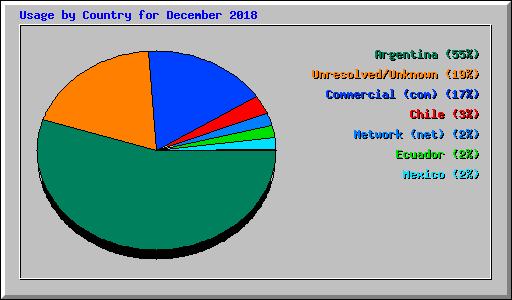 Usage by Country for December 2018
Argentina (55%)
Unresolved/Unknown (19%)
Commercial (com) (17%)
Chile (3%)
Network (net) (2%)
Ecuador (2%)
Mexico (2%)